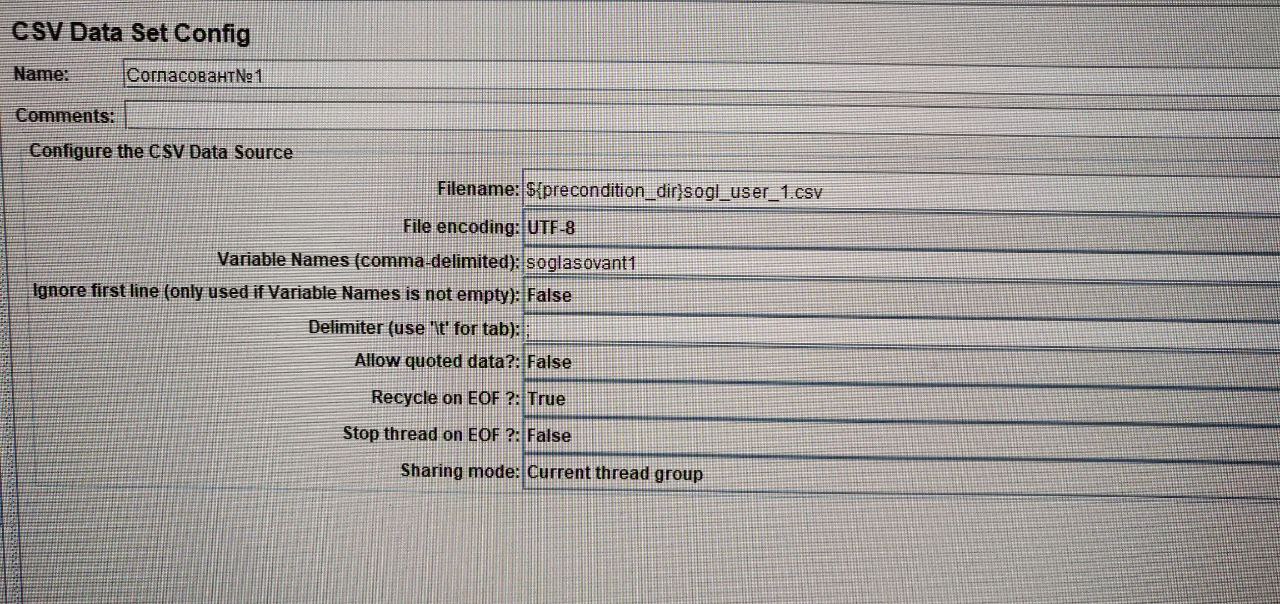 CSV Data Set Config
Name: Согласовант№1
Comments:
Configure the CSV Data Source
Filename: ${precondition_dir}sogl_user_1.csv
File encoding: UTF-8
Variable Names (comma-delimited): soglasovant1
Ignore first line (only used if Variable Names is not empty): False
Delimiter (use '\t' for tab): ;
Allow quoted data?: False
Recycle on EOF ?: True
Stop thread on EOF ?: False
Sharing mode: Current thread group